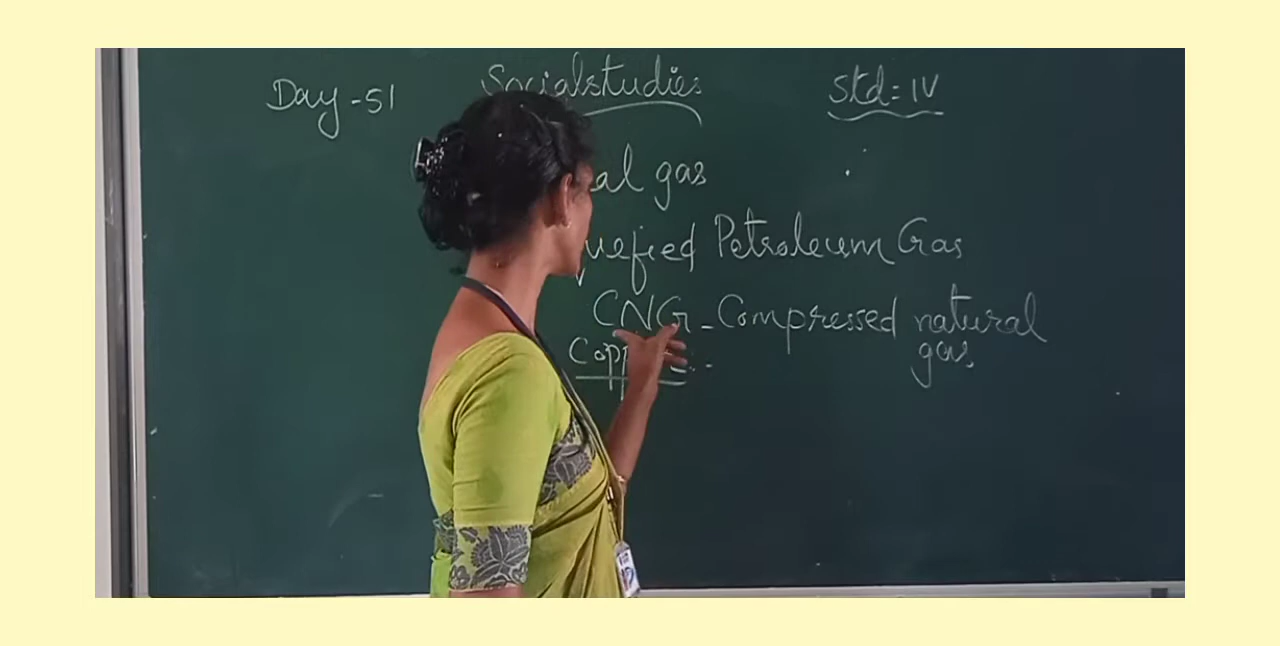 Day - 51 Socialstudies Std = IV
al gas
uefied Petroleum Gas
CNG - Compressed natural
gas